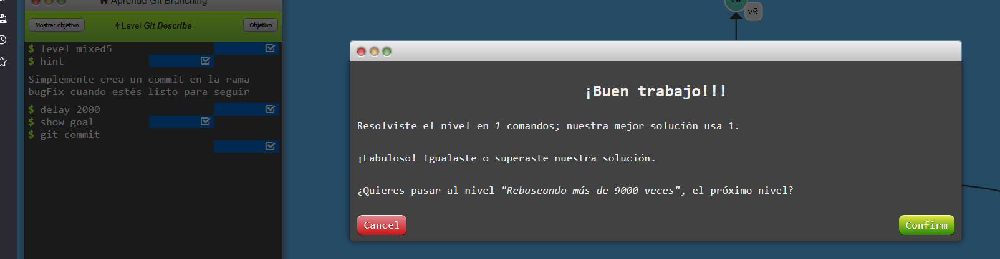 Aprende Git Branching
Mostrar objetivo
Level Git Describe
Objetivo
$ level mixed5
$ hint
Simplemente crea un commit en la rama
bugFix cuando estés listo para seguir
$ delay 2000
$ show goal
$ git commit
c0
v0
¡Buen trabajo!!!
Resolviste el nivel en 1 comandos; nuestra mejor solución usa 1.
¡Fabuloso! Igualaste o superaste nuestra solución.
¿Quieres pasar al nivel "Rebaseando más de 9000 veces", el próximo nivel?
Cancel
Confirm